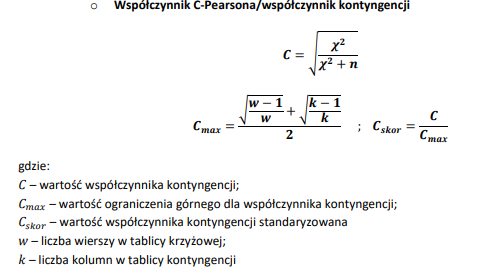 o Współczynnik C-Pearsona/współczynnik kontyngencji
C = √(χ² / (χ² + n))
C_max = (√((w − 1) / w) + √((k − 1) / k)) / 2 ; C_skor = C / C_max
gdzie:
C – wartość współczynnika kontyngencji;
C_max – wartość ograniczenia górnego dla współczynnika kontyngencji;
C_skor – wartość współczynnika kontyngencji standaryzowana
w – liczba wierszy w tablicy krzyżowej;
k – liczba kolumn w tablicy kontyngencji